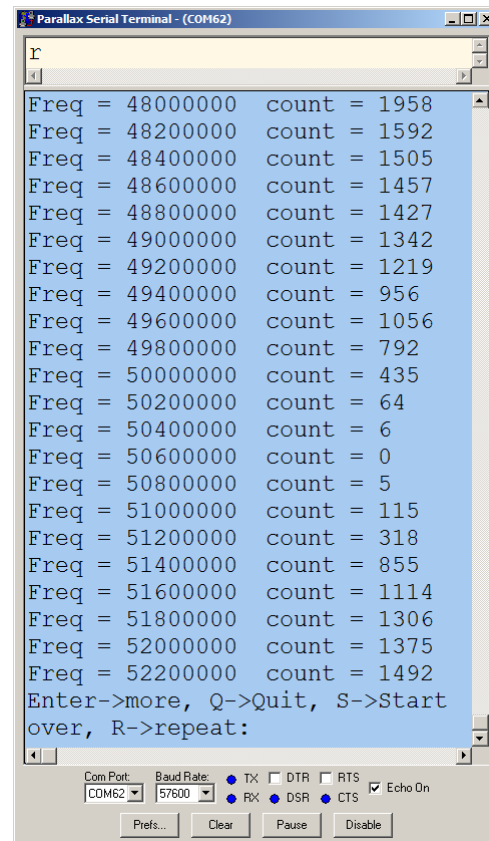 Parallax Serial Terminal - (COM62)
r
Freq = 48000000 count = 1958
Freq = 48200000 count = 1592
Freq = 48400000 count = 1505
Freq = 48600000 count = 1457
Freq = 48800000 count = 1427
Freq = 49000000 count = 1342
Freq = 49200000 count = 1219
Freq = 49400000 count = 956
Freq = 49600000 count = 1056
Freq = 49800000 count = 792
Freq = 50000000 count = 435
Freq = 50200000 count = 64
Freq = 50400000 count = 6
Freq = 50600000 count = 0
Freq = 50800000 count = 5
Freq = 51000000 count = 115
Freq = 51200000 count = 318
Freq = 51400000 count = 855
Freq = 51600000 count = 1114
Freq = 51800000 count = 1306
Freq = 52000000 count = 1375
Freq = 52200000 count = 1492
Enter->more, Q->Quit, S->Start
over, R->repeat:
Com Port: Baud Rate: TX DTR RTS
COM62 57600 RX DSR CTS Echo On
Prefs... Clear Pause Disable